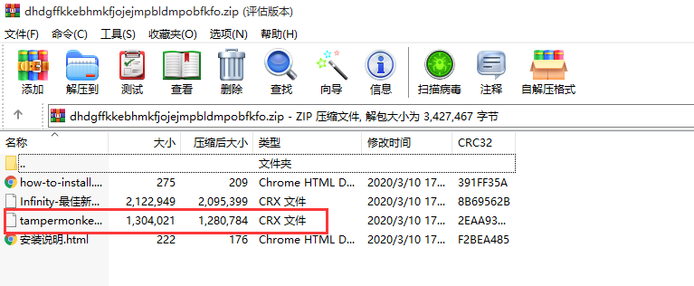 dhdgffkkebhmkfjojejmpbldmpobfkfo.zip (评估版本)
文件(F) 命令(C) 工具(S) 收藏夹(O) 选项(N) 帮助(H)
添加 解压到 测试 查看 删除 查找 向导 信息 扫描病毒 注释 自解压格式
dhdgffkkebhmkfjojejmpbldmpobfkfo.zip - ZIP 压缩文件, 解包大小为 3,427,467 字节
名称 大小 压缩后大小 类型 修改时间 CRC32
.. 文件夹
how-to-install.... 275 209 Chrome HTML D... 2020/3/10 17... 391FF35A
Infinity-最佳新... 2,122,949 2,095,399 CRX 文件 2020/3/10 17... 8B69562B
tampermonke... 1,304,021 1,280,784 CRX 文件 2020/3/10 17... 2EAA93...
安装说明.html 222 176 Chrome HTML D... 2020/3/10 17... F2BEA485